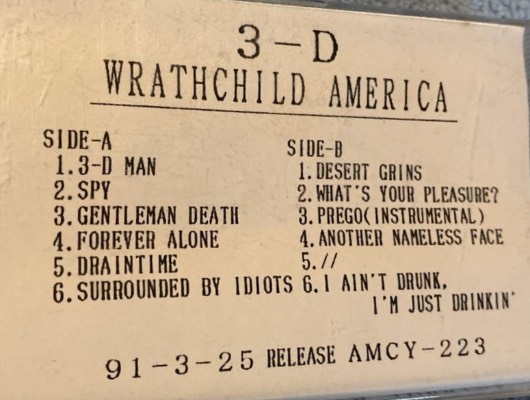 3-D
WRATHCHILD AMERICA
SIDE-A
1.3-D MAN
2.SPY
3.GENTLEMAN DEATH
4.FOREVER ALONE
5.DRAINTIME
6.SURROUNDED BY IDIOTS
SIDE-B
1.DESERT GRINS
2.WHAT'S YOUR PLEASURE?
3.PREGO(INSTRUMENTAL)
4.ANOTHER NAMELESS FACE
5.//
6.I AIN'T DRUNK,
I'M JUST DRINKIN'
91-3-25 RELEASE AMCY-223